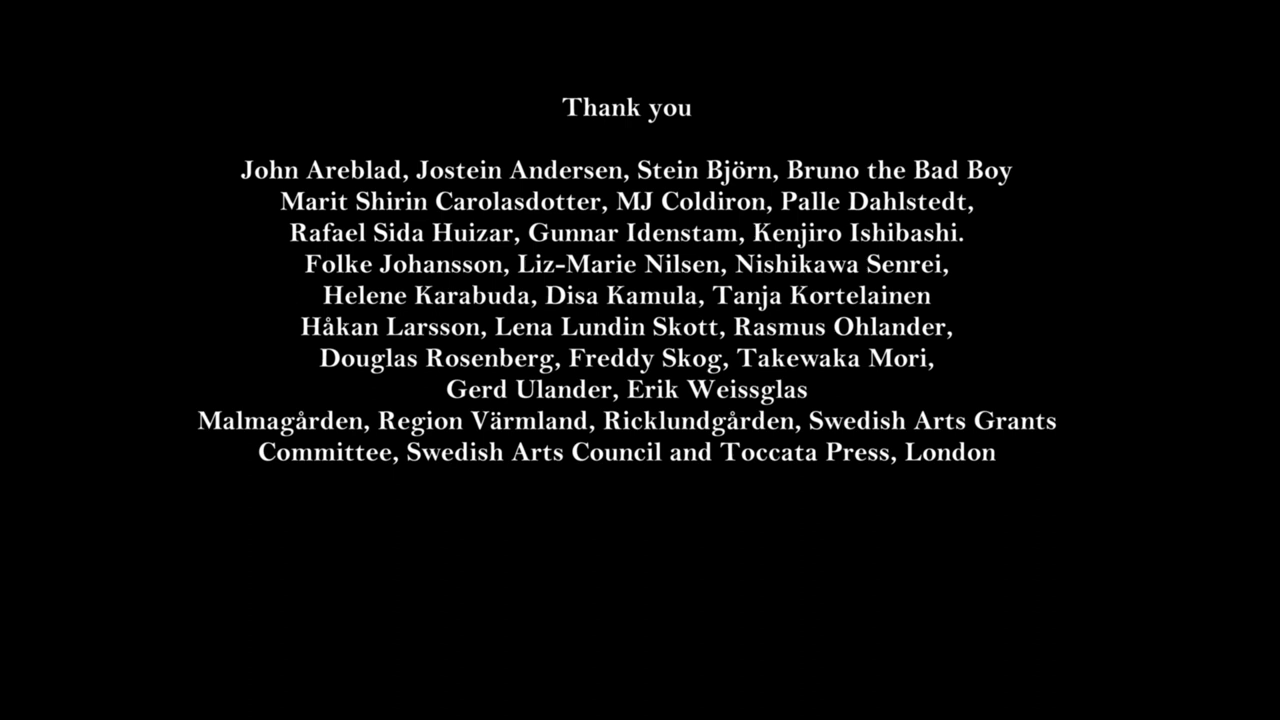 Thank you
John Areblad, Jostein Andersen, Stein Björn, Bruno the Bad Boy
Marit Shirin Carolasdotter, MJ Coldiron, Palle Dahlstedt,
Rafael Sida Huizar, Gunnar Idenstam, Kenjiro Ishibashi.
Folke Johansson, Liz-Marie Nilsen, Nishikawa Senrei,
Helene Karabuda, Disa Kamula, Tanja Kortelainen
Håkan Larsson, Lena Lundin Skott, Rasmus Ohlander,
Douglas Rosenberg, Freddy Skog, Takewaka Mori,
Gerd Ulander, Erik Weissglas
Malmagården, Region Värmland, Ricklundgården, Swedish Arts Grants
Committee, Swedish Arts Council and Toccata Press, London